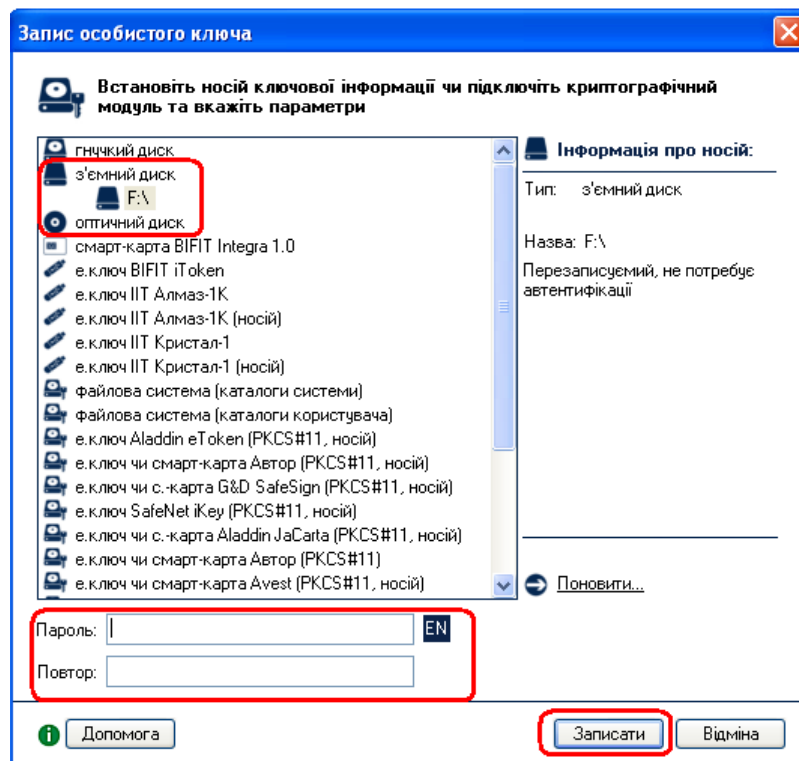 Запис особистого ключа
Встановіть носій ключової інформації чи підключіть криптографічний
модуль та вкажіть параметри
гнучкий диск
з'ємний диск
F:\
оптичний диск
смарт-карта BIFIT Integra 1.0
е.ключ BIFIT iToken
е.ключ ІІТ Алмаз-1К
е.ключ ІІТ Алмаз-1К (носій)
е.ключ ІІТ Кристал-1
е.ключ ІІТ Кристал-1 (носій)
файлова система (каталоги системи)
файлова система (каталоги користувача)
е.ключ Aladdin eToken (PKCS#11, носій)
е.ключ чи смарт-карта Автор (PKCS#11, носій)
е.ключ чи с.-карта G&D SafeSign (PKCS#11, носій)
е.ключ SafeNet iKey (PKCS#11, носій)
е.ключ чи с.-карта Aladdin JaCarta (PKCS#11, носій)
е.ключ чи смарт-карта Автор (PKCS#11)
е.ключ чи смарт-карта Avest (PKCS#11, носій)
Інформація про носій:
Тип: з'ємний диск
Назва: F:\
Перезаписуемий, не потребує
автентифікації
Поновити...
Пароль: EN
Повтор:
Допомога Записати Відміна